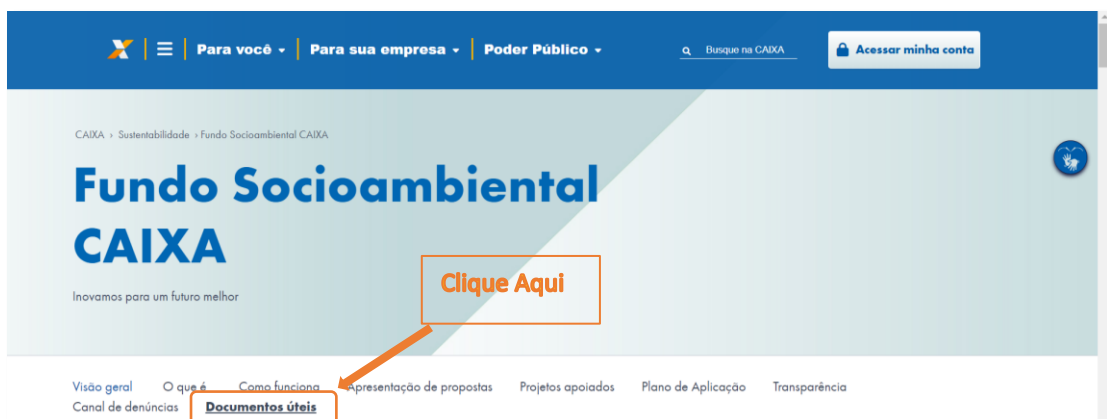 Para você Para sua empresa Poder Público Busque na CAIXA Acessar minha conta
CAIXA › Sustentabilidade › Fundo Socioambiental CAIXA
Fundo Socioambiental
CAIXA
Clique Aqui
Inovamos para um futuro melhor
Visão geral O que é Como funciona Apresentação de propostas Projetos apoiados Plano de Aplicação Transparência
Canal de denúncias Documentos úteis